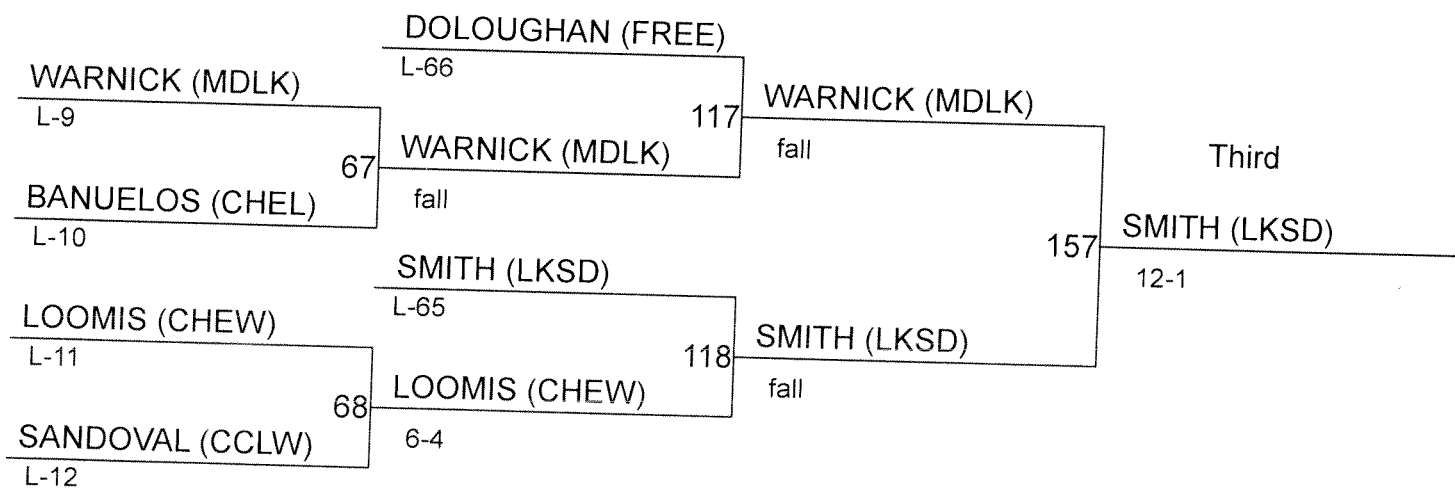 DOLOUGHAN (FREE)
L-66
WARNICK (MDLK)
L-9
117
WARNICK (MDLK)
fall
67
WARNICK (MDLK)
fall
BANUELOS (CHEL)
L-10
Third
157
SMITH (LKSD)
12-1
SMITH (LKSD)
L-65
LOOMIS (CHEW)
L-11
118
SMITH (LKSD)
fall
68
LOOMIS (CHEW)
6-4
SANDOVAL (CCLW)
L-12